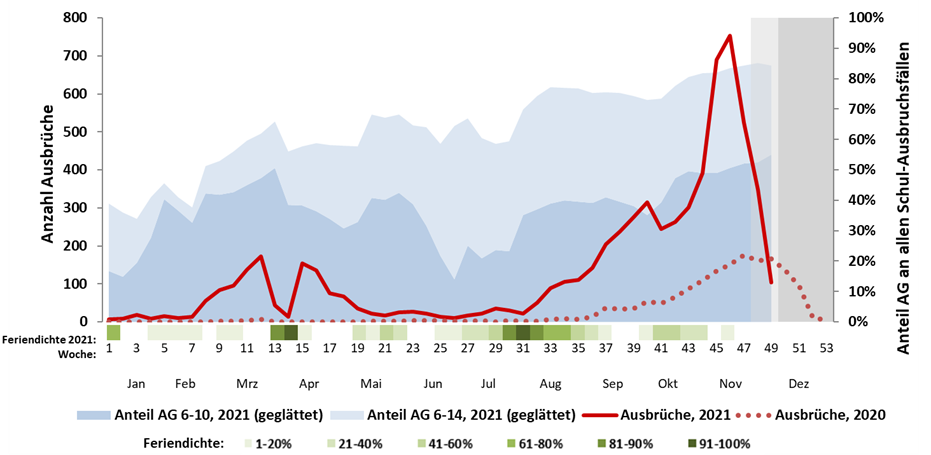 800 100%
700 90%
600 80%
500 70%
400 60%
300 50%
200 40%
100 30%
0 20%
10%
0%
Anzahl Ausbrüche
Anteil AG an allen Schul-Ausbruchsfällen
Feriendichte 2021:
Woche: 1 3 5 7 9 11 13 15 17 19 21 23 25 27 29 31 33 35 37 39 41 43 45 47 49 51 53
Jan Feb Mrz Apr Mai Jun Jul Aug Sep Okt Nov Dez
Anteil AG 6-10, 2021 (geglättet) Anteil AG 6-14, 2021 (geglättet) Ausbrüche, 2021 Ausbrüche, 2020
Feriendichte: 1-20% 21-40% 41-60% 61-80% 81-90% 91-100%